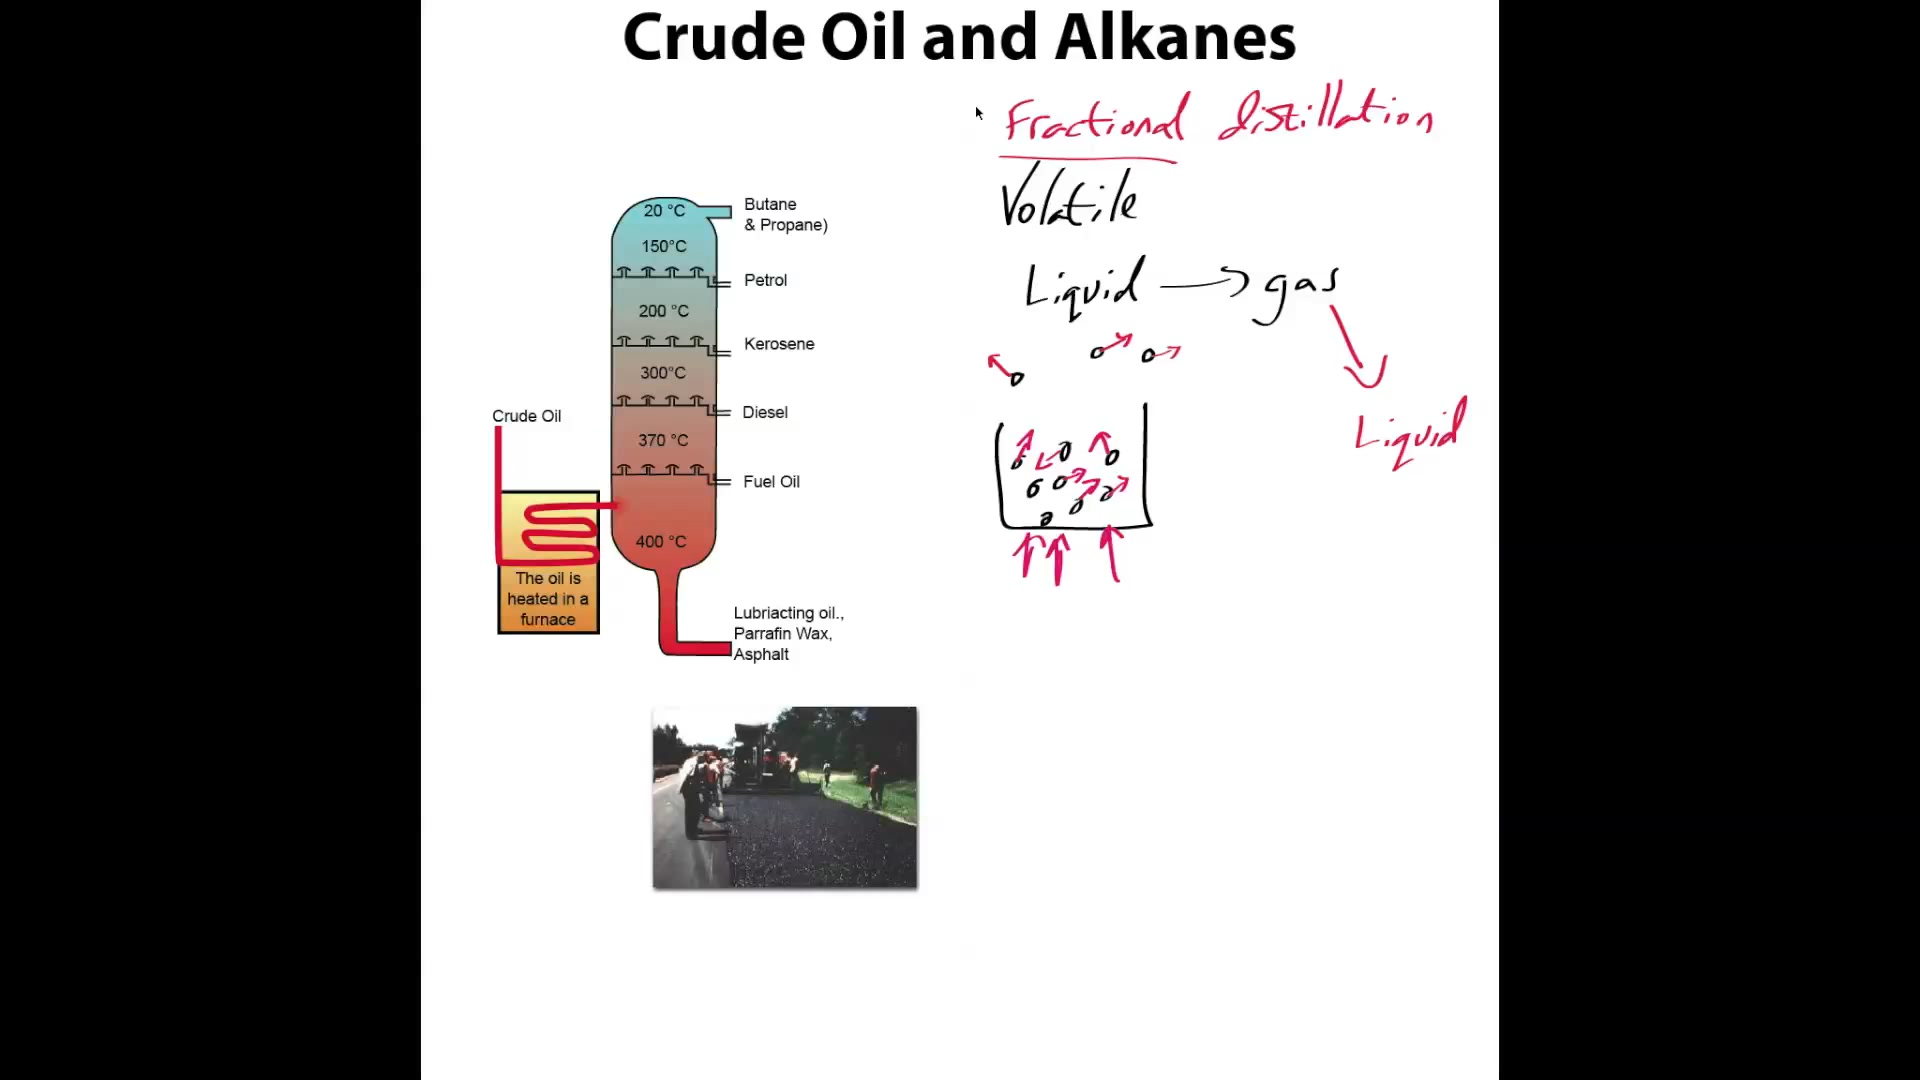 Crude Oil and Alkanes
Fractional distillation
Volatile
Liquid → gas
Liquid
20 °C
150°C
200 °C
300°C
370 °C
400 °C
Butane
& Propane)
Petrol
Kerosene
Diesel
Fuel Oil
Crude Oil
The oil is
heated in a
furnace
Lubriacting oil.,
Parrafin Wax,
Asphalt